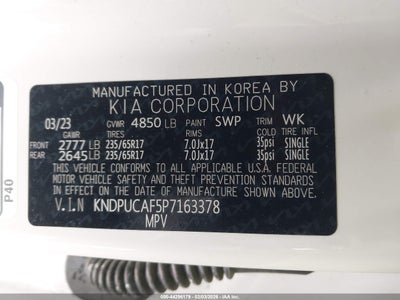 MANUFACTURED IN KOREA BY
KIA CORPORATION
03/23 GVWR 4850 LB PAINT SWP TRIM WK
GAWR TIRES RIMS COLD TIRE INFL
FRONT 2777 LB 235/65R17 7.0Jx17 35psi SINGLE
REAR 2645 LB 235/65R17 7.0Jx17 35psi SINGLE
THIS VEHICLE CONFORMS TO ALL APPLICABLE U.S.A. FEDERAL
MOTOR VEHICLE SAFETY AND THEFT PREVENTION STANDARDS
IN EFFECT ON THE DATE OF MANUFACTURE SHOWN ABOVE.
V.I.N KNDPUCAF5P7163378
MPV
P40